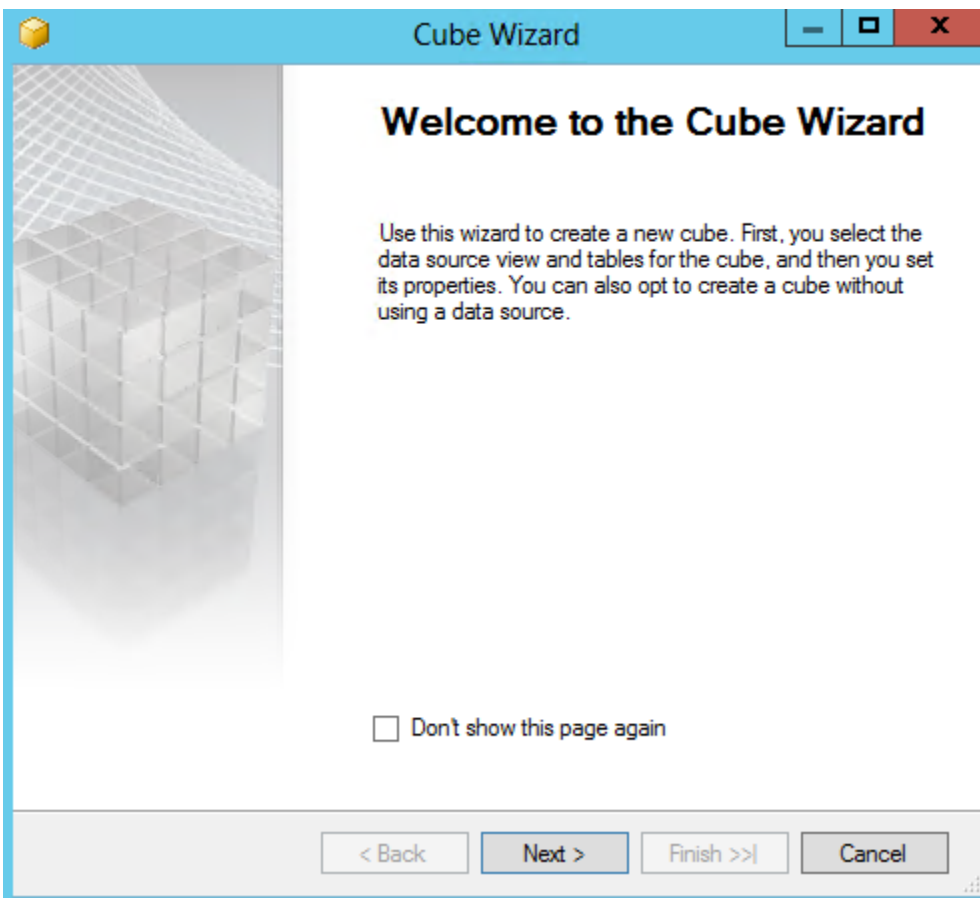 Cube Wizard
Welcome to the Cube Wizard
Use this wizard to create a new cube. First, you select the
data source view and tables for the cube, and then you set
its properties. You can also opt to create a cube without
using a data source.
Don't show this page again
< Back
Next >
Finish >>|
Cancel